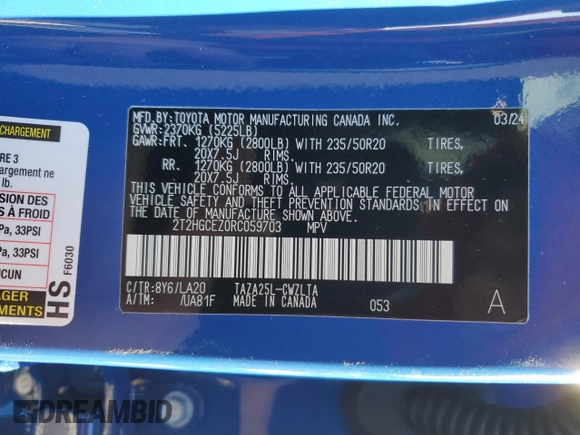 MFD.BY:TOYOTA MOTOR MANUFACTURING CANADA INC. 03/24
GVWR:2370KG (5225LB)
GAWR:FRT. 1270KG (2800LB) WITH 235/50R20 TIRES,
20X7.5J RIMS.
RR. 1270KG (2800LB) WITH 235/50R20 TIRES,
20X7.5J RIMS.
THIS VEHICLE CONFORMS TO ALL APPLICABLE FEDERAL MOTOR
VEHICLE SAFETY AND THEFT PREVENTION STANDARDS IN EFFECT ON
THE DATE OF MANUFACTURE SHOWN ABOVE.
2T2HGCEZ0RC059703 MPV
C/TR:8Y6/LA20 TAZA25L-CWZLTA
A/TM: /UA81F MADE IN CANADA 053 A
CHARGEMENT
RE 3
chargement ne
lb.
SION DES
S À FROID
Pa, 33PSI
Pa, 33PSI
UCUN
AGER
MENTS
HS F6030
DREAMBID